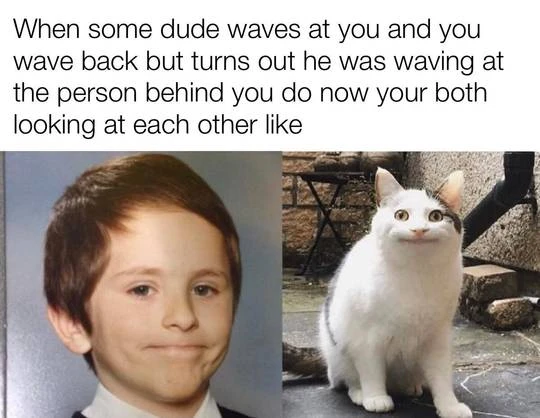 When some dude waves at you and you
wave back but turns out he was waving at
the person behind you do now your both
looking at each other like